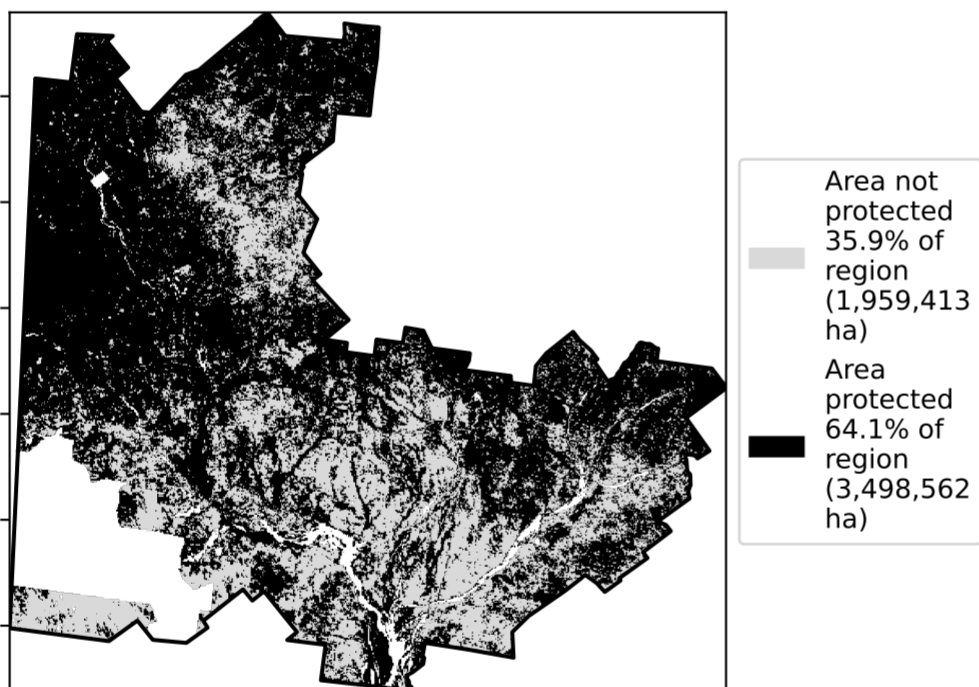 Area not
protected
35.9% of
region
(1,959,413
ha)
Area
protected
64.1% of
region
(3,498,562
ha)